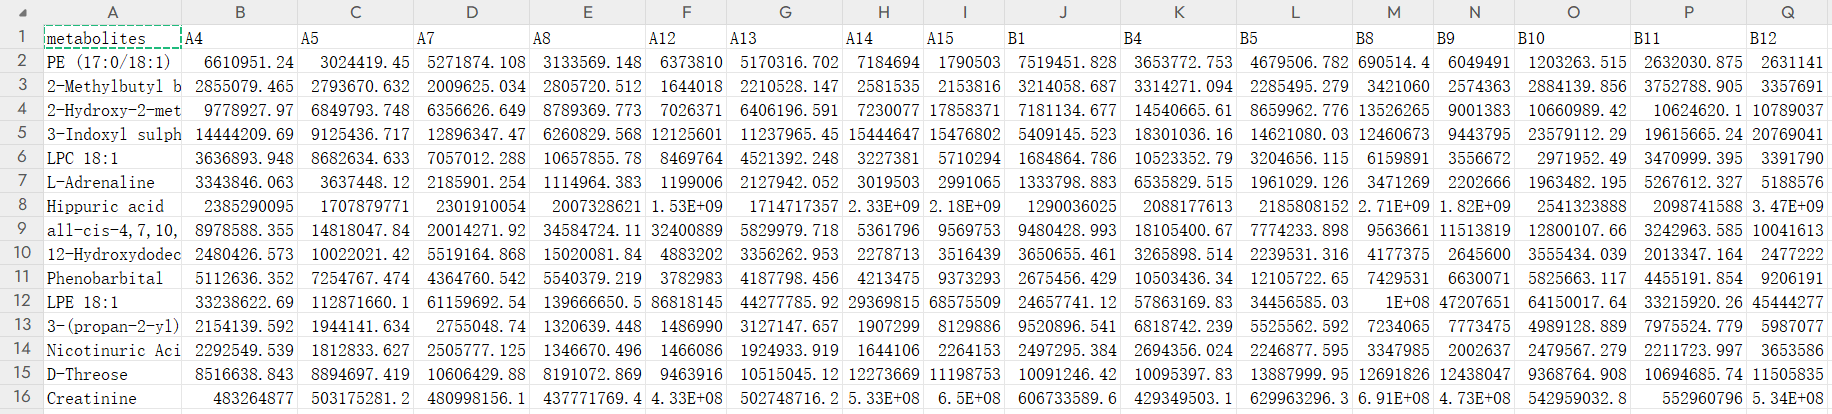 A B C D E F G H I J K L M N O P Q
1 metabolites A4 A5 A7 A8 A12 A13 A14 A15 B1 B4 B5 B8 B9 B10 B11 B12
2 PE (17:0/18:1) 6610951.24 3024419.45 5271874.108 3133569.148 6373810 5170316.702 7184694 1790503 7519451.828 3653772.753 4679506.782 690514.4 6049491 1203263.515 2632030.875 2631141
3 2-Methylbutyl b 2855079.465 2793670.632 2009625.034 2805720.512 1644018 2210528.147 2581535 2153816 3214058.687 3314271.094 2285495.279 3421060 2574363 2884139.856 3752788.905 3357691
4 2-Hydroxy-2-met 9778927.97 6849793.748 6356626.649 8789369.773 7026371 6406196.591 7230077 17858371 7181134.677 14540665.61 8659962.776 13526265 9001383 10660989.42 10624620.1 10789037
5 3-Indoxyl sulph 14444209.69 9125436.717 12896347.47 6260829.568 12125601 11237965.45 15444647 15476802 5409145.523 18301036.16 14621080.03 12460673 9443795 23579112.29 19615665.24 20769041
6 LPC 18:1 3636893.948 8682634.633 7057012.288 10657855.78 8469764 4521392.248 3227381 5710294 1684864.786 10523352.79 3204656.115 6159891 3556672 2971952.49 3470999.395 3391790
7 L-Adrenaline 3343846.063 3637448.12 2185901.254 1114964.383 1199006 2127942.052 3019503 2991065 1333798.883 6535829.515 1961029.126 3471269 2202666 1963482.195 5267612.327 5188576
8 Hippuric acid 2385290095 1707879771 2301910054 2007328621 1.53E+09 1714717357 2.33E+09 2.18E+09 1290036025 2088177613 2185808152 2.71E+09 1.82E+09 2541323888 2098741588 3.47E+09
9 all-cis-4,7,10, 8978588.355 14818047.84 20014271.92 34584724.11 32400889 5829979.718 5361796 9569753 9480428.993 18105400.67 7774233.898 9563661 11513819 12800107.66 3242963.585 10041613
10 12-Hydroxydodec 2480426.573 10022021.42 5519164.868 15020081.84 4883202 3356262.953 2278713 3516439 3650655.461 3265898.514 2239531.316 4177375 2645600 3555434.039 2013347.164 2477222
11 Phenobarbital 5112636.352 7254767.474 4364760.542 5540379.219 3782983 4187798.456 4213475 9373293 2675456.429 10503436.34 12105722.65 7429531 6630071 5825663.117 4455191.854 9206191
12 LPE 18:1 33238622.69 112871660.1 61159692.54 139666650.5 86818145 44277785.92 29369815 68575509 24657741.12 57863169.83 34456585.03 1E+08 47207651 64150017.64 33215920.26 45444277
13 3-(propan-2-yl) 2154139.592 1944141.634 2755048.74 1320639.448 1486990 3127147.657 1907299 8129886 9520896.541 6818742.239 5525562.592 7234065 7773475 4989128.889 7975524.779 5987077
14 Nicotinuric Aci 2292549.539 1812833.627 2505777.125 1346670.496 1466086 1924933.919 1644106 2264153 2497295.384 2694356.024 2246877.595 3347985 2002637 2479567.279 2211723.997 3653586
15 D-Threose 8516638.843 8894697.419 10606429.88 8191072.869 9463916 10515045.12 12273669 11198753 10091246.42 10095397.83 13887999.95 12691826 12438047 9368764.908 10694685.74 11505835
16 Creatinine 483264877 503175281.2 480998156.1 437771769.4 4.33E+08 502748716.2 5.33E+08 6.5E+08 606733589.6 429349503.1 629963296.3 6.91E+08 4.73E+08 542959032.8 552960796 5.34E+08